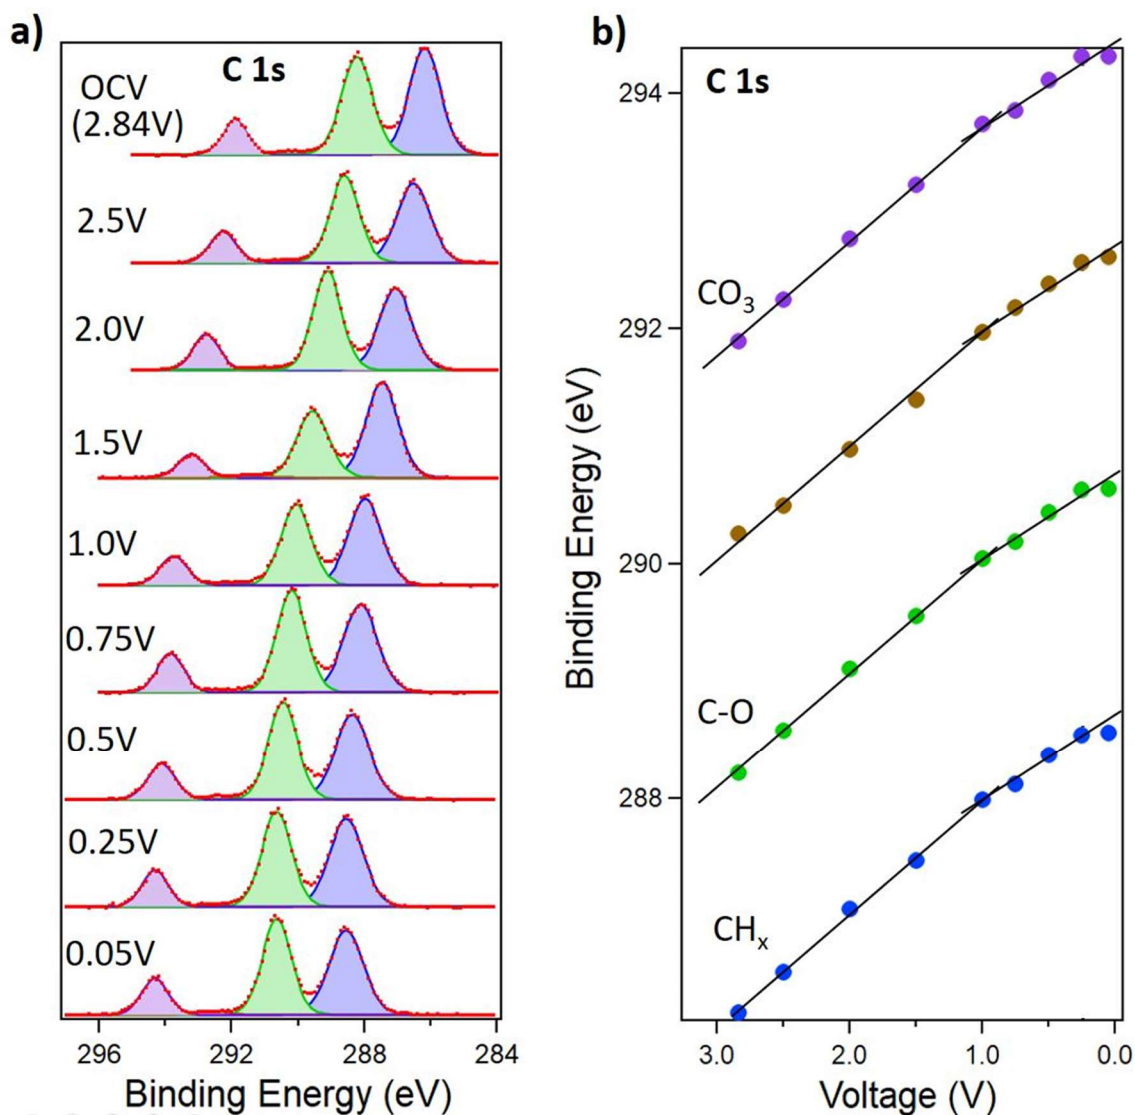 a)
C 1s
OCV
(2.84V)
2.5V
2.0V
1.5V
1.0V
0.75V
0.5V
0.25V
0.05V
296
292
288
284
Binding Energy (eV)
b)
C 1s
294
292
290
288
Binding Energy (eV)
CO₃
C-O
CHₓ
3.0
2.0
1.0
0.0
Voltage (V)